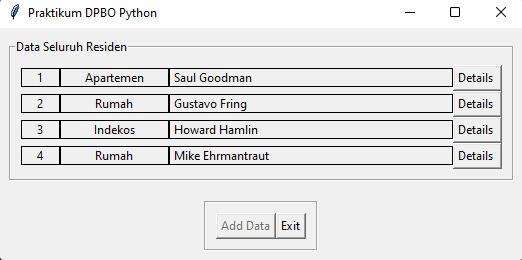 Praktikum DPBO Python
Data Seluruh Residen
1 Apartemen Saul Goodman Details
2 Rumah Gustavo Fring Details
3 Indekos Howard Hamlin Details
4 Rumah Mike Ehrmantraut Details
Add Data Exit